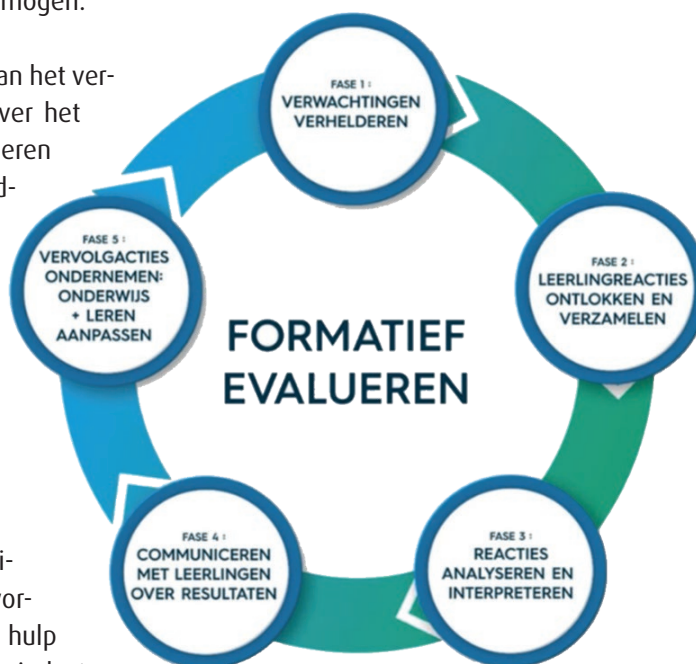 mogen.
an het ver-
ver het
eren
d-
FORMATIEF
EVALUEREN
FASE 1:
VERWACHTINGEN
VERHELDEREN
FASE 2:
LEERLINGREACTIES
ONTLOKKEN EN
VERZAMELEN
FASE 3:
REACTIES
ANALYSEREN EN
INTERPRETEREN
FASE 4:
COMMUNICEREN
MET LEERLINGEN
OVER RESULTATEN
FASE 5:
VERVOLGACTIES
ONDERNEMEN:
ONDERWIJS
+ LEREN
AANPASSEN
i-
vor-
hulp